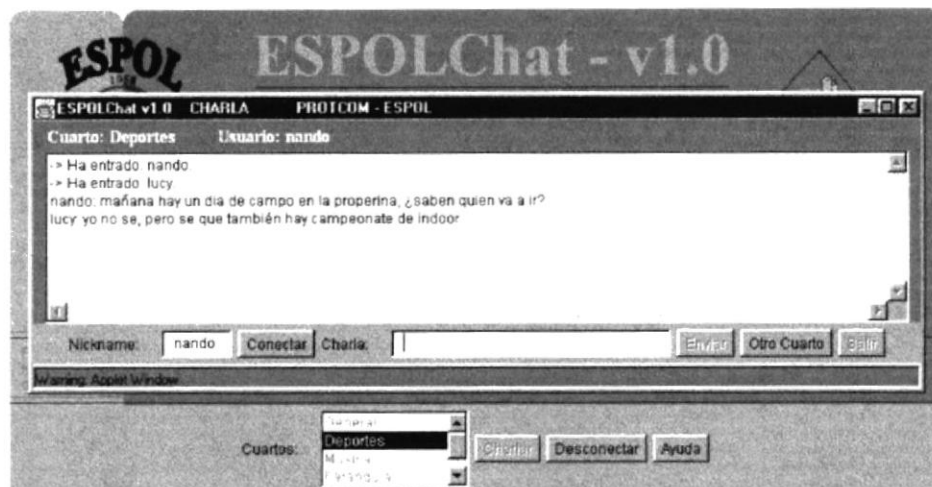 ESPOL
ESPOLChat - v1.0
ESPOLChat v1.0 CHARLA PROTCOM - ESPOL
Cuarto: Deportes Usuario: nando
-> Ha entrado: nando
-> Ha entrado: lucy
nando: mañana hay un dia de campo en la properina, ¿saben quien va a ir?
lucy: yo no se, pero se que también hay campeonate de indoor
Nickname: nando Conectar Charla: Enviar Otro Cuarto Salir
Warning: Applet Window
General
Cuartos: Deportes Charlar Desconectar Ayuda
Musica
Farandula